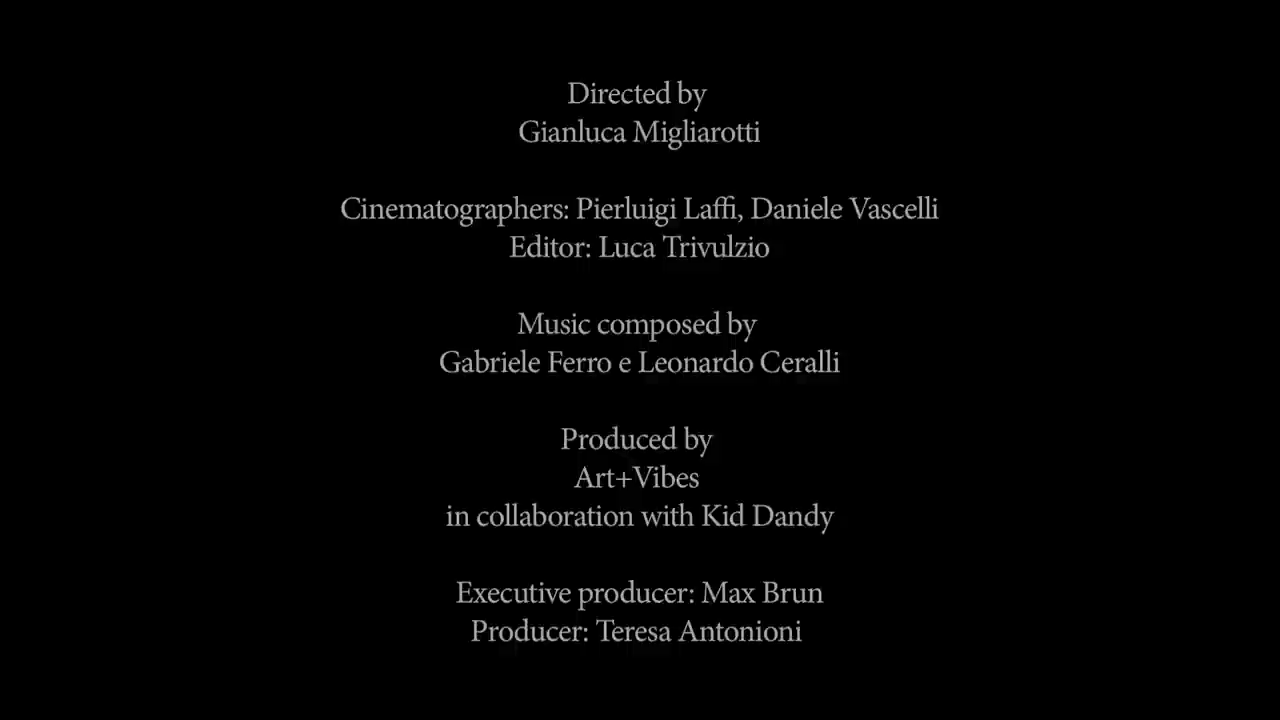 Directed by
Gianluca Migliarotti
Cinematographers: Pierluigi Laffi, Daniele Vascelli
Editor: Luca Trivulzio
Music composed by
Gabriele Ferro e Leonardo Ceralli
Produced by
Art+Vibes
in collaboration with Kid Dandy
Executive producer: Max Brun
Producer: Teresa Antonioni